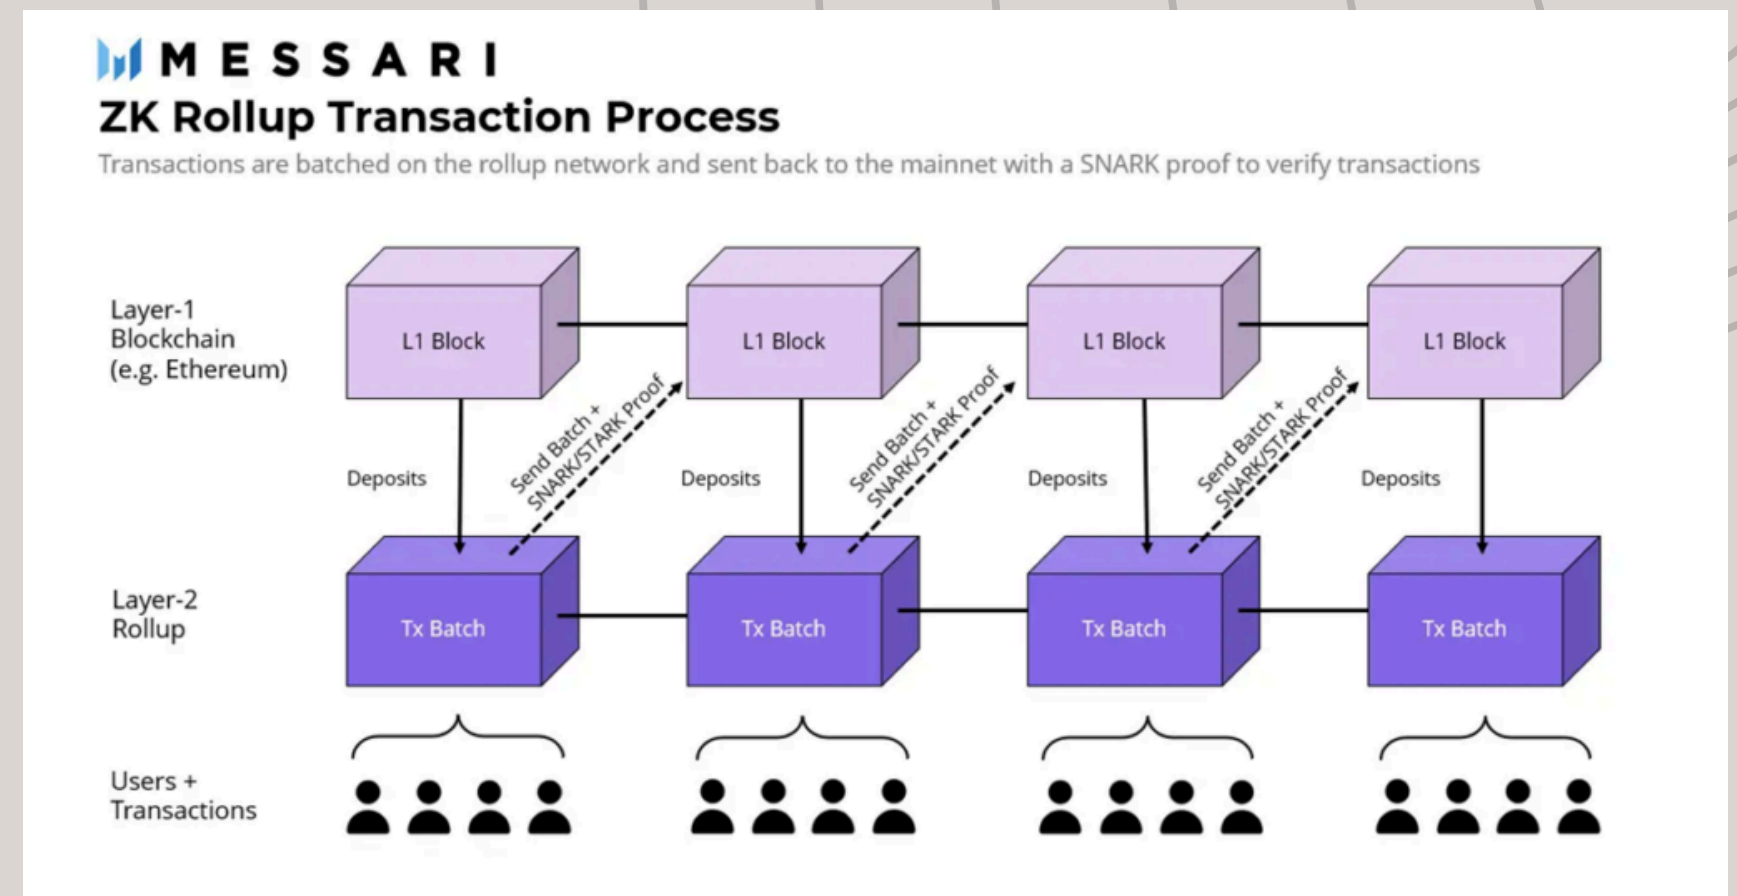 MESSARI
ZK Rollup Transaction Process
Transactions are batched on the rollup network and sent back to the mainnet with a SNARK proof to verify transactions
Layer-1
Blockchain
(e.g. Ethereum)
L1 Block
L1 Block
L1 Block
L1 Block
Deposits
Send Batch +
SNARK/STARK Proof
Deposits
Send Batch +
SNARK/STARK Proof
Deposits
Send Batch +
SNARK/STARK Proof
Deposits
Layer-2
Rollup
Tx Batch
Tx Batch
Tx Batch
Tx Batch
Users +
Transactions